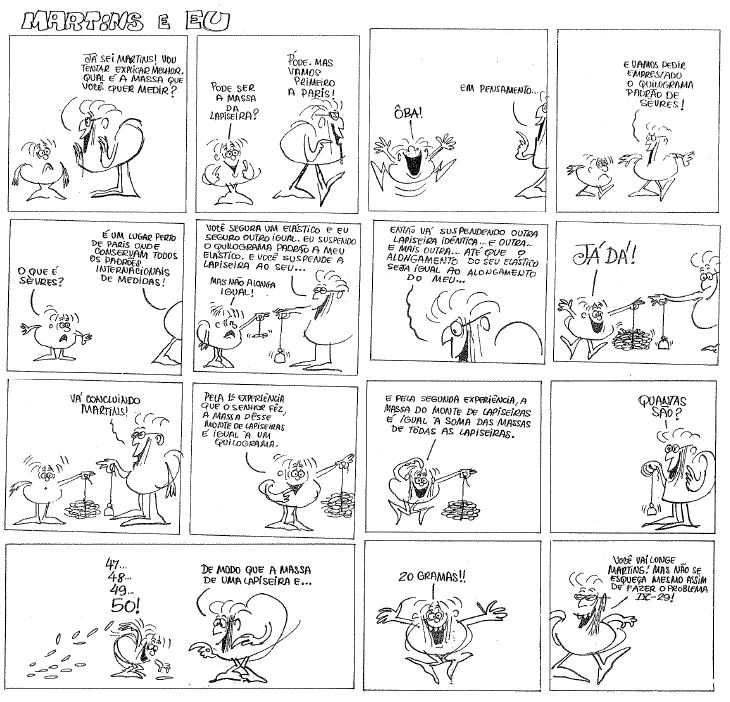 MARTINS E EU
JÁ SEI MARTINS! VOU
TENTAR EXPLICAR MELHOR.
QUAL É A MASSA QUE
VOCÊ QUER MEDIR?
PODE SER
A MASSA
DA
LAPISEIRA?
PODE. MAS
VAMOS
PRIMEIRO
A PARIS!
ÔBA!
EM PENSAMENTO...
E VAMOS PEDIR
EMPRESTADO
O QUILOGRAMA
PADRÃO DE
SÈVRES!
O QUE É
SÈVRES?
É UM LUGAR PERTO
DE PARIS ONDE
CONSERVAM TODOS
OS PADRÕES
INTERNACIONAIS
DE MEDIDAS!
VOCÊ SEGURA UM ELÁSTICO E EU
SEGURO OUTRO IGUAL. EU SUSPENDO
O QUILOGRAMA PADRÃO A MEU
ELÁSTICO, E VOCÊ SUSPENDE A
LAPISEIRA AO SEU...
MAS NÃO ALONGA
IGUAL!
ENTÃO VÁ SUSPENDENDO OUTRA
LAPISEIRA IDÊNTICA... E OUTRA...
E MAIS OUTRA... ATÉ QUE O
ALONGAMENTO DO SEU ELÁSTICO
SEJA IGUAL AO ALONGAMENTO
DO MEU...
JÁ DÁ!
VÁ CONCLUINDO
MARTINS!
PELA 1ª EXPERIÊNCIA
QUE O SENHOR FÊZ,
A MASSA DÊSSE
MONTE DE LAPISEIRAS
É IGUAL À UM
QUILOGRAMA.
E PELA SEGUNDA EXPERIÊNCIA, A
MASSA DO MONTE DE LAPISEIRAS
É IGUAL À SOMA DAS MASSAS
DE TÔDAS AS LAPISEIRAS.
QUANTAS
SÃO?
47...
48...
49...
50!
DE MODO QUE A MASSA
DE UMA LAPISEIRA É...
20 GRAMAS!!
VOCÊ VAI LONGE
MARTINS! MAS NÃO SE
ESQUEÇA MESMO ASSIM
DE FAZER O PROBLEMA
IX-29!